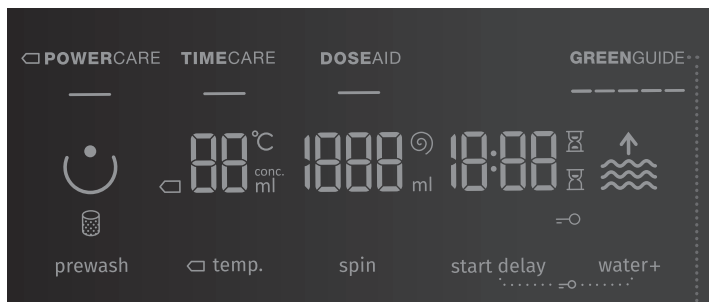 POWERCARE TIMECARE DOSEAID GREENGUIDE
88 °C 1888 18:88
conc.
ml ml
prewash temp. spin start delay water+